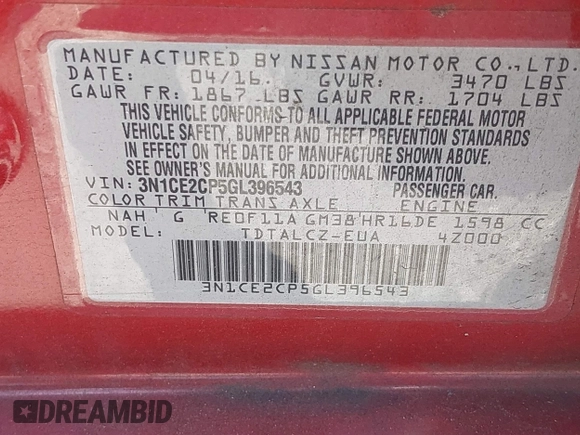 MANUFACTURED BY NISSAN MOTOR CO., LTD.
DATE: 04/16. GVWR: 3470 LBS
GAWR FR: 1867 LBS GAWR RR: 1704 LBS
THIS VEHICLE CONFORMS TO ALL APPLICABLE FEDERAL MOTOR
VEHICLE SAFETY, BUMPER AND THEFT PREVENTION STANDARDS
IN EFFECT ON THE DATE OF MANUFACTURE SHOWN ABOVE.
SEE OWNER'S MANUAL FOR ADDITIONAL INFORMATION.
VIN: 3N1CE2CP5GL396543 PASSENGER CAR.
COLOR TRIM TRANS AXLE ENGINE
NAH G RE0F11A GM38 HR16DE 1598 CC
MODEL: TDTALCZ-EUA 4Z000
3N1CE2CP5GL396543
DREAMBID